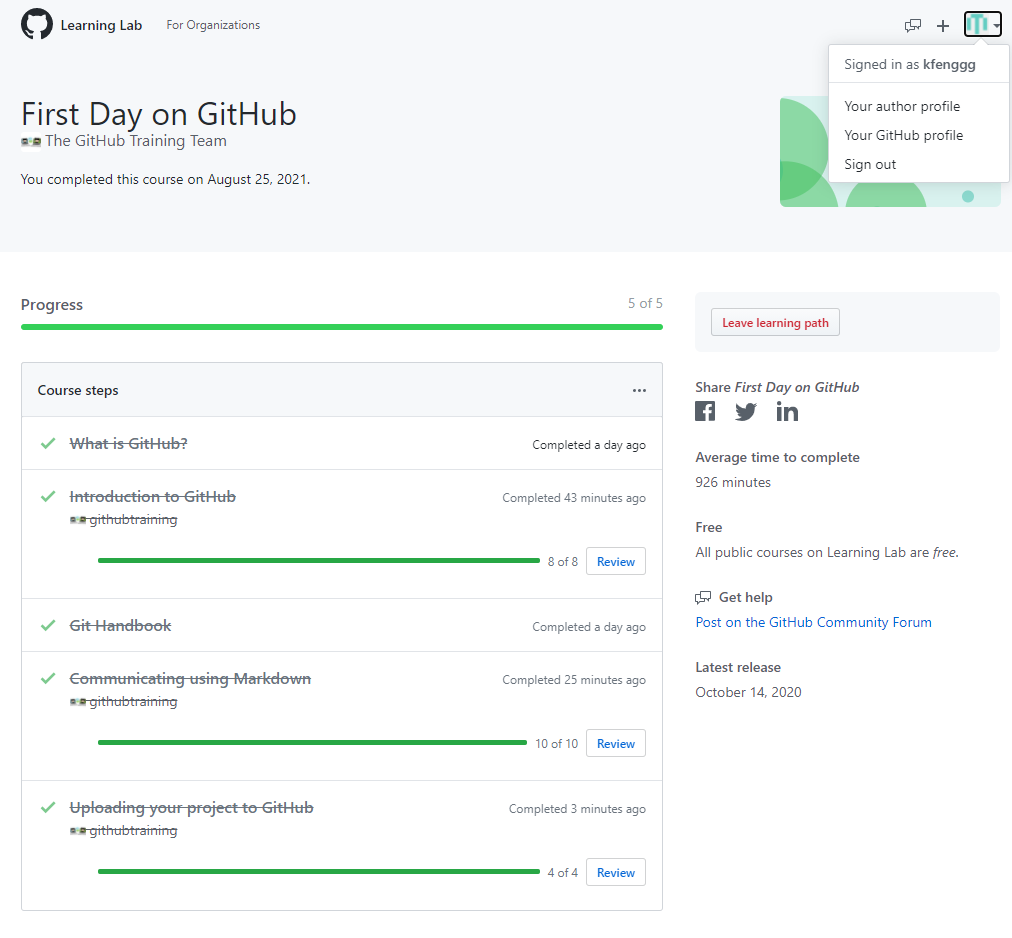 Learning Lab For Organizations
Signed in as kfenggg
Your author profile
Your GitHub profile
Sign out
First Day on GitHub
The GitHub Training Team
You completed this course on August 25, 2021.
Progress 5 of 5
Course steps
What is GitHub? Completed a day ago
Introduction to GitHub Completed 43 minutes ago
githubtraining
8 of 8 Review
Git Handbook Completed a day ago
Communicating using Markdown Completed 25 minutes ago
githubtraining
10 of 10 Review
Uploading your project to GitHub Completed 3 minutes ago
githubtraining
4 of 4 Review
Leave learning path
Share First Day on GitHub
Average time to complete
926 minutes
Free
All public courses on Learning Lab are free.
Get help
Post on the GitHub Community Forum
Latest release
October 14, 2020